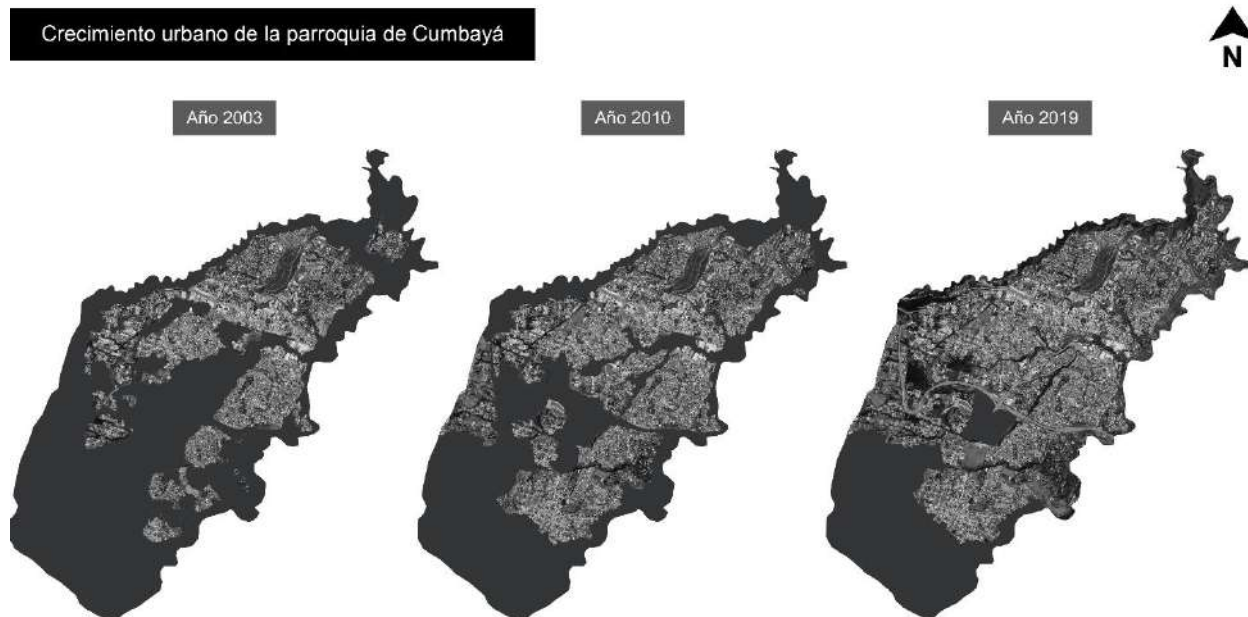 Crecimiento urbano de la parroquia de Cumbayá
N
Año 2003
Año 2010
Año 2019